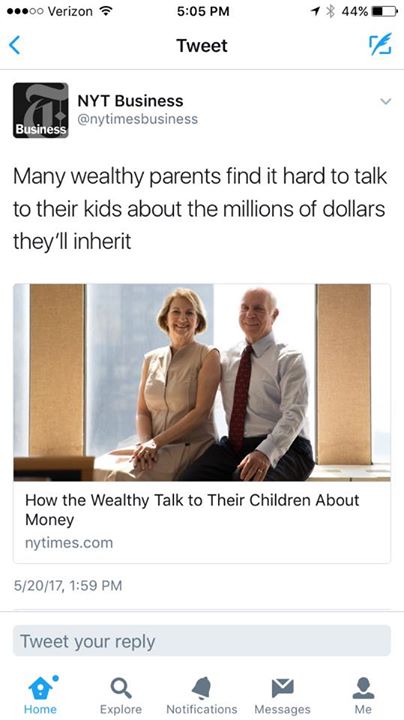 Verizon 5:05 PM 44%
Tweet
Business
NYT Business
@nytimesbusiness
Many wealthy parents find it hard to talk
to their kids about the millions of dollars
they'll inherit
How the Wealthy Talk to Their Children About
Money
nytimes.com
5/20/17, 1:59 PM
Tweet your reply
Home Explore Notifications Messages Me